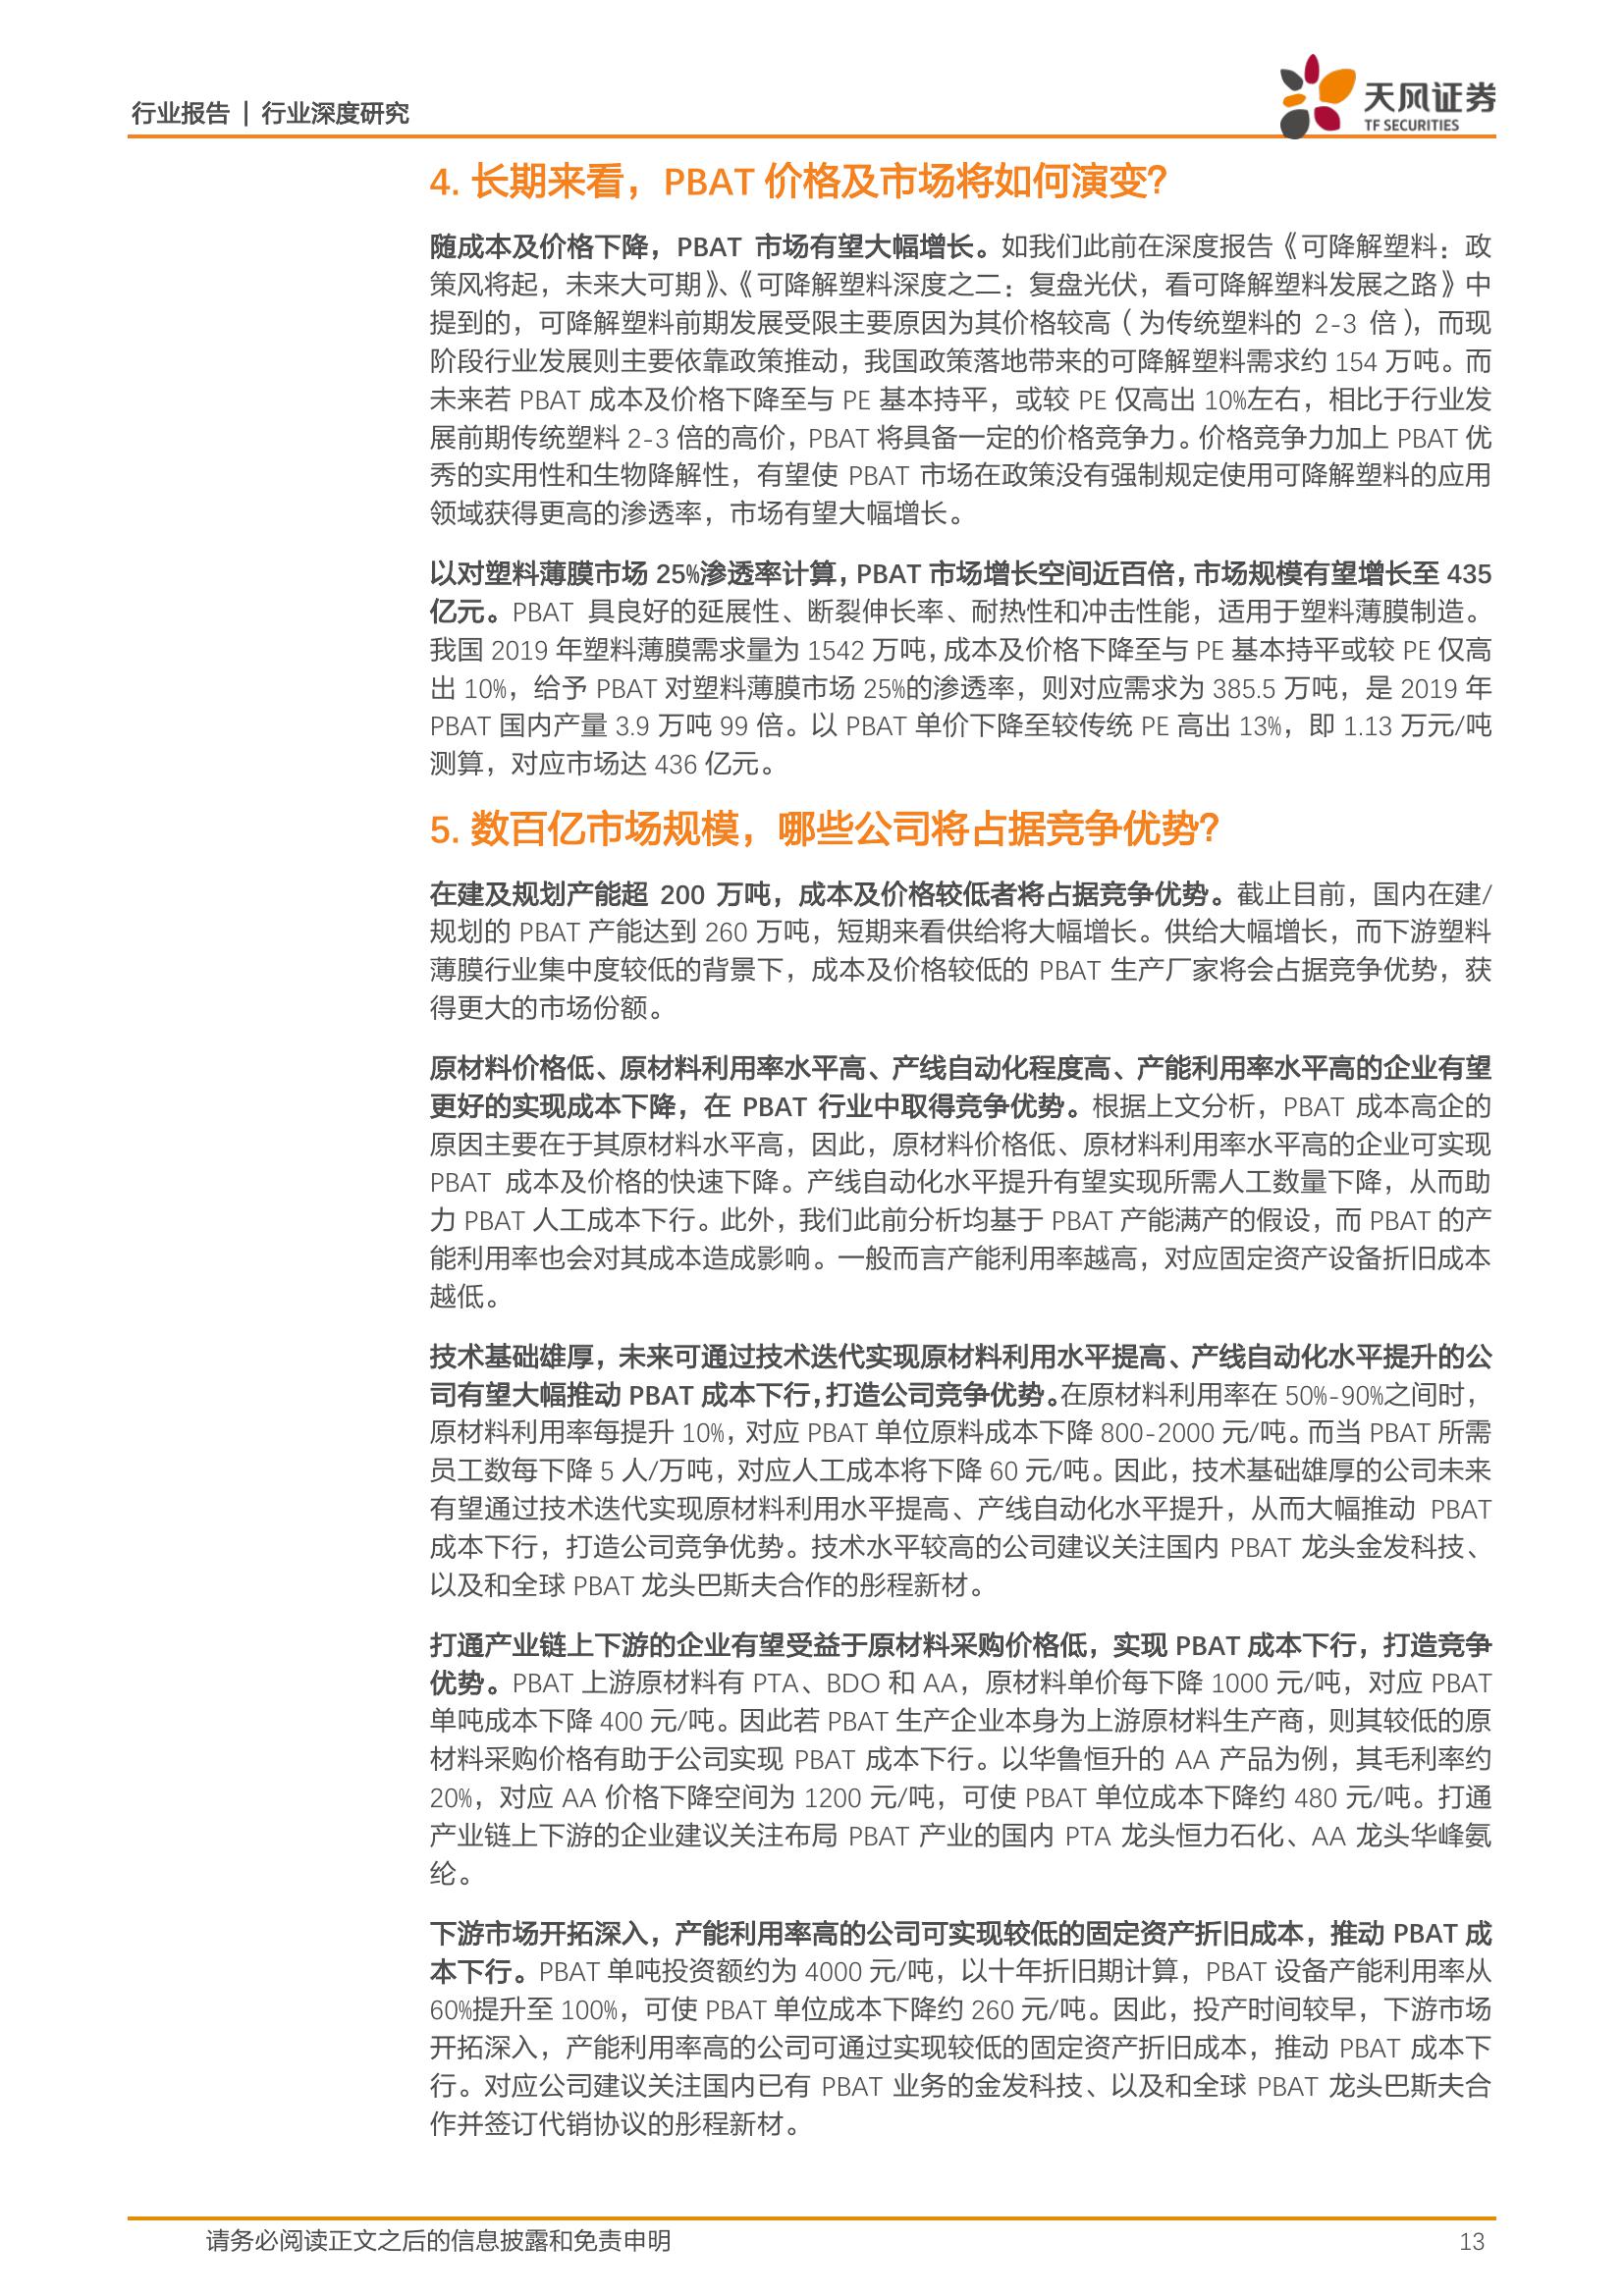 行业报告 | 行业深度研究
天风证券
TF SECURITIES
4. 长期来看，PBAT 价格及市场将如何演变？
随成本及价格下降，PBAT 市场有望大幅增长。如我们此前在深度报告《可降解塑料：政
策风将起，未来大可期》、《可降解塑料深度之二：复盘光伏，看可降解塑料发展之路》中
提到的，可降解塑料前期发展受限主要原因为其价格较高（为传统塑料的 2-3 倍），而现
阶段行业发展则主要依靠政策推动，我国政策落地带来的可降解塑料需求约 154 万吨。而
未来若 PBAT 成本及价格下降至与 PE 基本持平，或较 PE 仅高出 10%左右，相比于行业发
展前期传统塑料 2-3 倍的高价，PBAT 将具备一定的价格竞争力。价格竞争力加上 PBAT 优
秀的实用性和生物降解性，有望使 PBAT 市场在政策没有强制规定使用可降解塑料的应用
领域获得更高的渗透率，市场有望大幅增长。
以对塑料薄膜市场 25%渗透率计算，PBAT 市场增长空间近百倍，市场规模有望增长至 435
亿元。PBAT 具良好的延展性、断裂伸长率、耐热性和冲击性能，适用于塑料薄膜制造。
我国 2019 年塑料薄膜需求量为 1542 万吨，成本及价格下降至与 PE 基本持平或较 PE 仅高
出 10%，给予 PBAT 对塑料薄膜市场 25%的渗透率，则对应需求为 385.5 万吨，是 2019 年
PBAT 国内产量 3.9 万吨 99 倍。以 PBAT 单价下降至较传统 PE 高出 13%，即 1.13 万元/吨
测算，对应市场达 436 亿元。
5. 数百亿市场规模，哪些公司将占据竞争优势？
在建及规划产能超 200 万吨，成本及价格较低者将占据竞争优势。截止目前，国内在建/
规划的 PBAT 产能达到 260 万吨，短期来看供给将大幅增长。供给大幅增长，而下游塑料
薄膜行业集中度较低的背景下，成本及价格较低的 PBAT 生产厂家将会占据竞争优势，获
得更大的市场份额。
原材料价格低、原材料利用率水平高、产线自动化程度高、产能利用率水平高的企业有望
更好的实现成本下降，在 PBAT 行业中取得竞争优势。根据上文分析，PBAT 成本高企的
原因主要在于其原材料水平高，因此，原材料价格低、原材料利用率水平高的企业可实现
PBAT 成本及价格的快速下降。产线自动化水平提升有望实现所需人工数量下降，从而助
力 PBAT 人工成本下行。此外，我们此前分析均基于 PBAT 产能满产的假设，而 PBAT 的产
能利用率也会对其成本造成影响。一般而言产能利用率越高，对应固定资产设备折旧成本
越低。
技术基础雄厚，未来可通过技术迭代实现原材料利用水平提高、产线自动化水平提升的公
司有望大幅推动 PBAT 成本下行，打造公司竞争优势。在原材料利用率在 50%-90%之间时，
原材料利用率每提升 10%，对应 PBAT 单位原料成本下降 800-2000 元/吨。而当 PBAT 所需
员工数每下降 5 人/万吨，对应人工成本将下降 60 元/吨。因此，技术基础雄厚的公司未来
有望通过技术迭代实现原材料利用水平提高、产线自动化水平提升，从而大幅推动 PBAT
成本下行，打造公司竞争优势。技术水平较高的公司建议关注国内 PBAT 龙头金发科技、
以及和全球 PBAT 龙头巴斯夫合作的彤程新材。
打通产业链上下游的企业有望受益于原材料采购价格低，实现 PBAT 成本下行，打造竞争
优势。PBAT 上游原材料有 PTA、BDO 和 AA，原材料单价每下降 1000 元/吨，对应 PBAT
单吨成本下降 400 元/吨。因此若 PBAT 生产企业本身为上游原材料生产商，则其较低的原
材料采购价格有助于公司实现 PBAT 成本下行。以华鲁恒升的 AA 产品为例，其毛利率约
20%，对应 AA 价格下降空间为 1200 元/吨，可使 PBAT 单位成本下降约 480 元/吨。打通
产业链上下游的企业建议关注布局 PBAT 产业的国内 PTA 龙头恒力石化、AA 龙头华峰氨
纶。
下游市场开拓深入，产能利用率高的公司可实现较低的固定资产折旧成本，推动 PBAT 成
本下行。PBAT 单吨投资额约为 4000 元/吨，以十年折旧期计算，PBAT 设备产能利用率从
60%提升至 100%，可使 PBAT 单位成本下降约 260 元/吨。因此，投产时间较早，下游市场
开拓深入，产能利用率高的公司可通过实现较低的固定资产折旧成本，推动 PBAT 成本下
行。对应公司建议关注国内已有 PBAT 业务的金发科技、以及和全球 PBAT 龙头巴斯夫合
作并签订代销协议的彤程新材。
请务必阅读正文之后的信息披露和免责申明
13